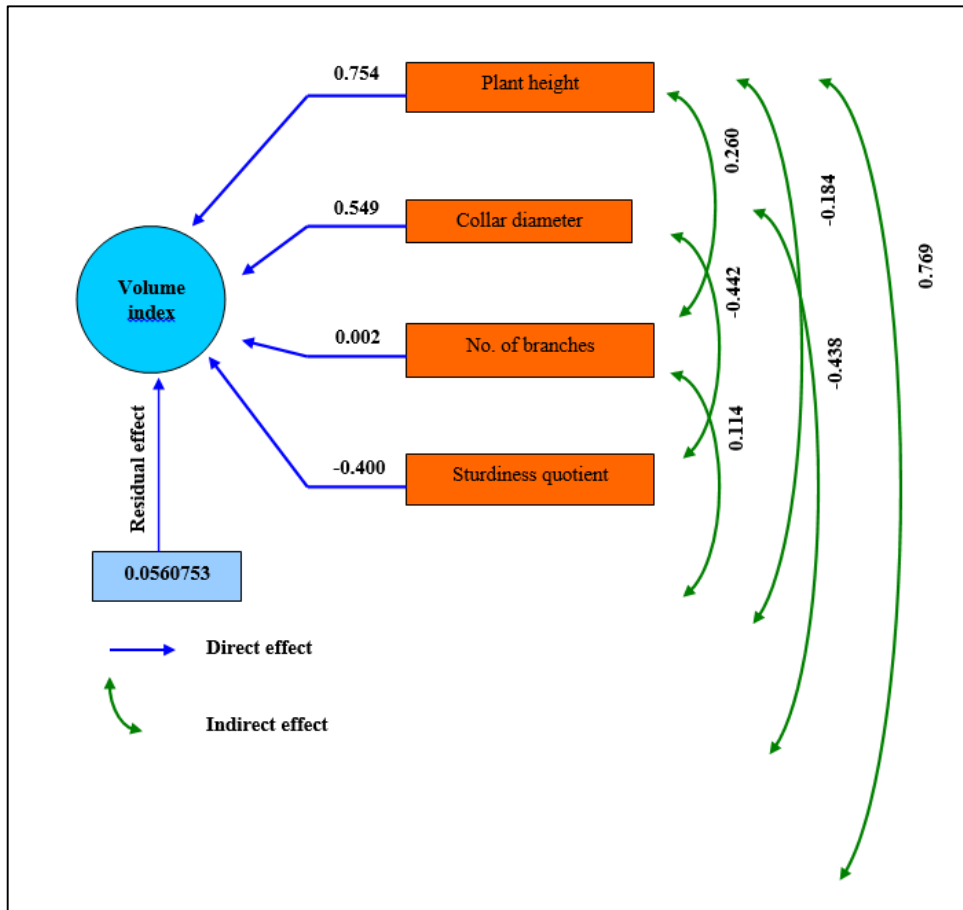 0.754
Plant height
0.260
-0.184
0.549
Collar diameter
0.769
Volume
index
-0.442
0.002
No. of branches
-0.438
0.114
-0.400
Sturdiness quotient
Residual effect
0.0560753
Direct effect
Indirect effect